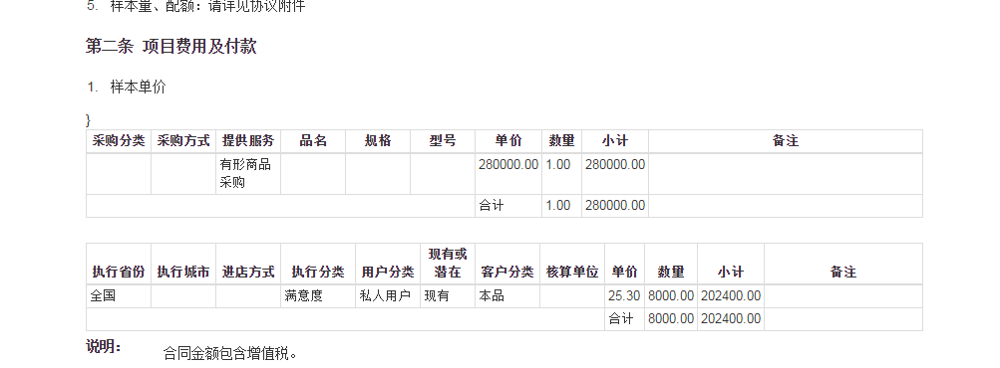 5. 样本量、配额：请详见协议附件
第二条 项目费用及付款
1. 样本单价
}
采购分类 采购方式 提供服务 品名 规格 型号 单价 数量 小计 备注
有形商品 280000.00 1.00 280000.00
采购
合计 1.00 280000.00
现有或
执行省份 执行城市 进店方式 执行分类 用户分类 潜在 客户分类 核算单位 单价 数量 小计 备注
全国 满意度 私人用户 现有 本品 25.30 8000.00 202400.00
合计 8000.00 202400.00
说明： 合同金额包含增值税。